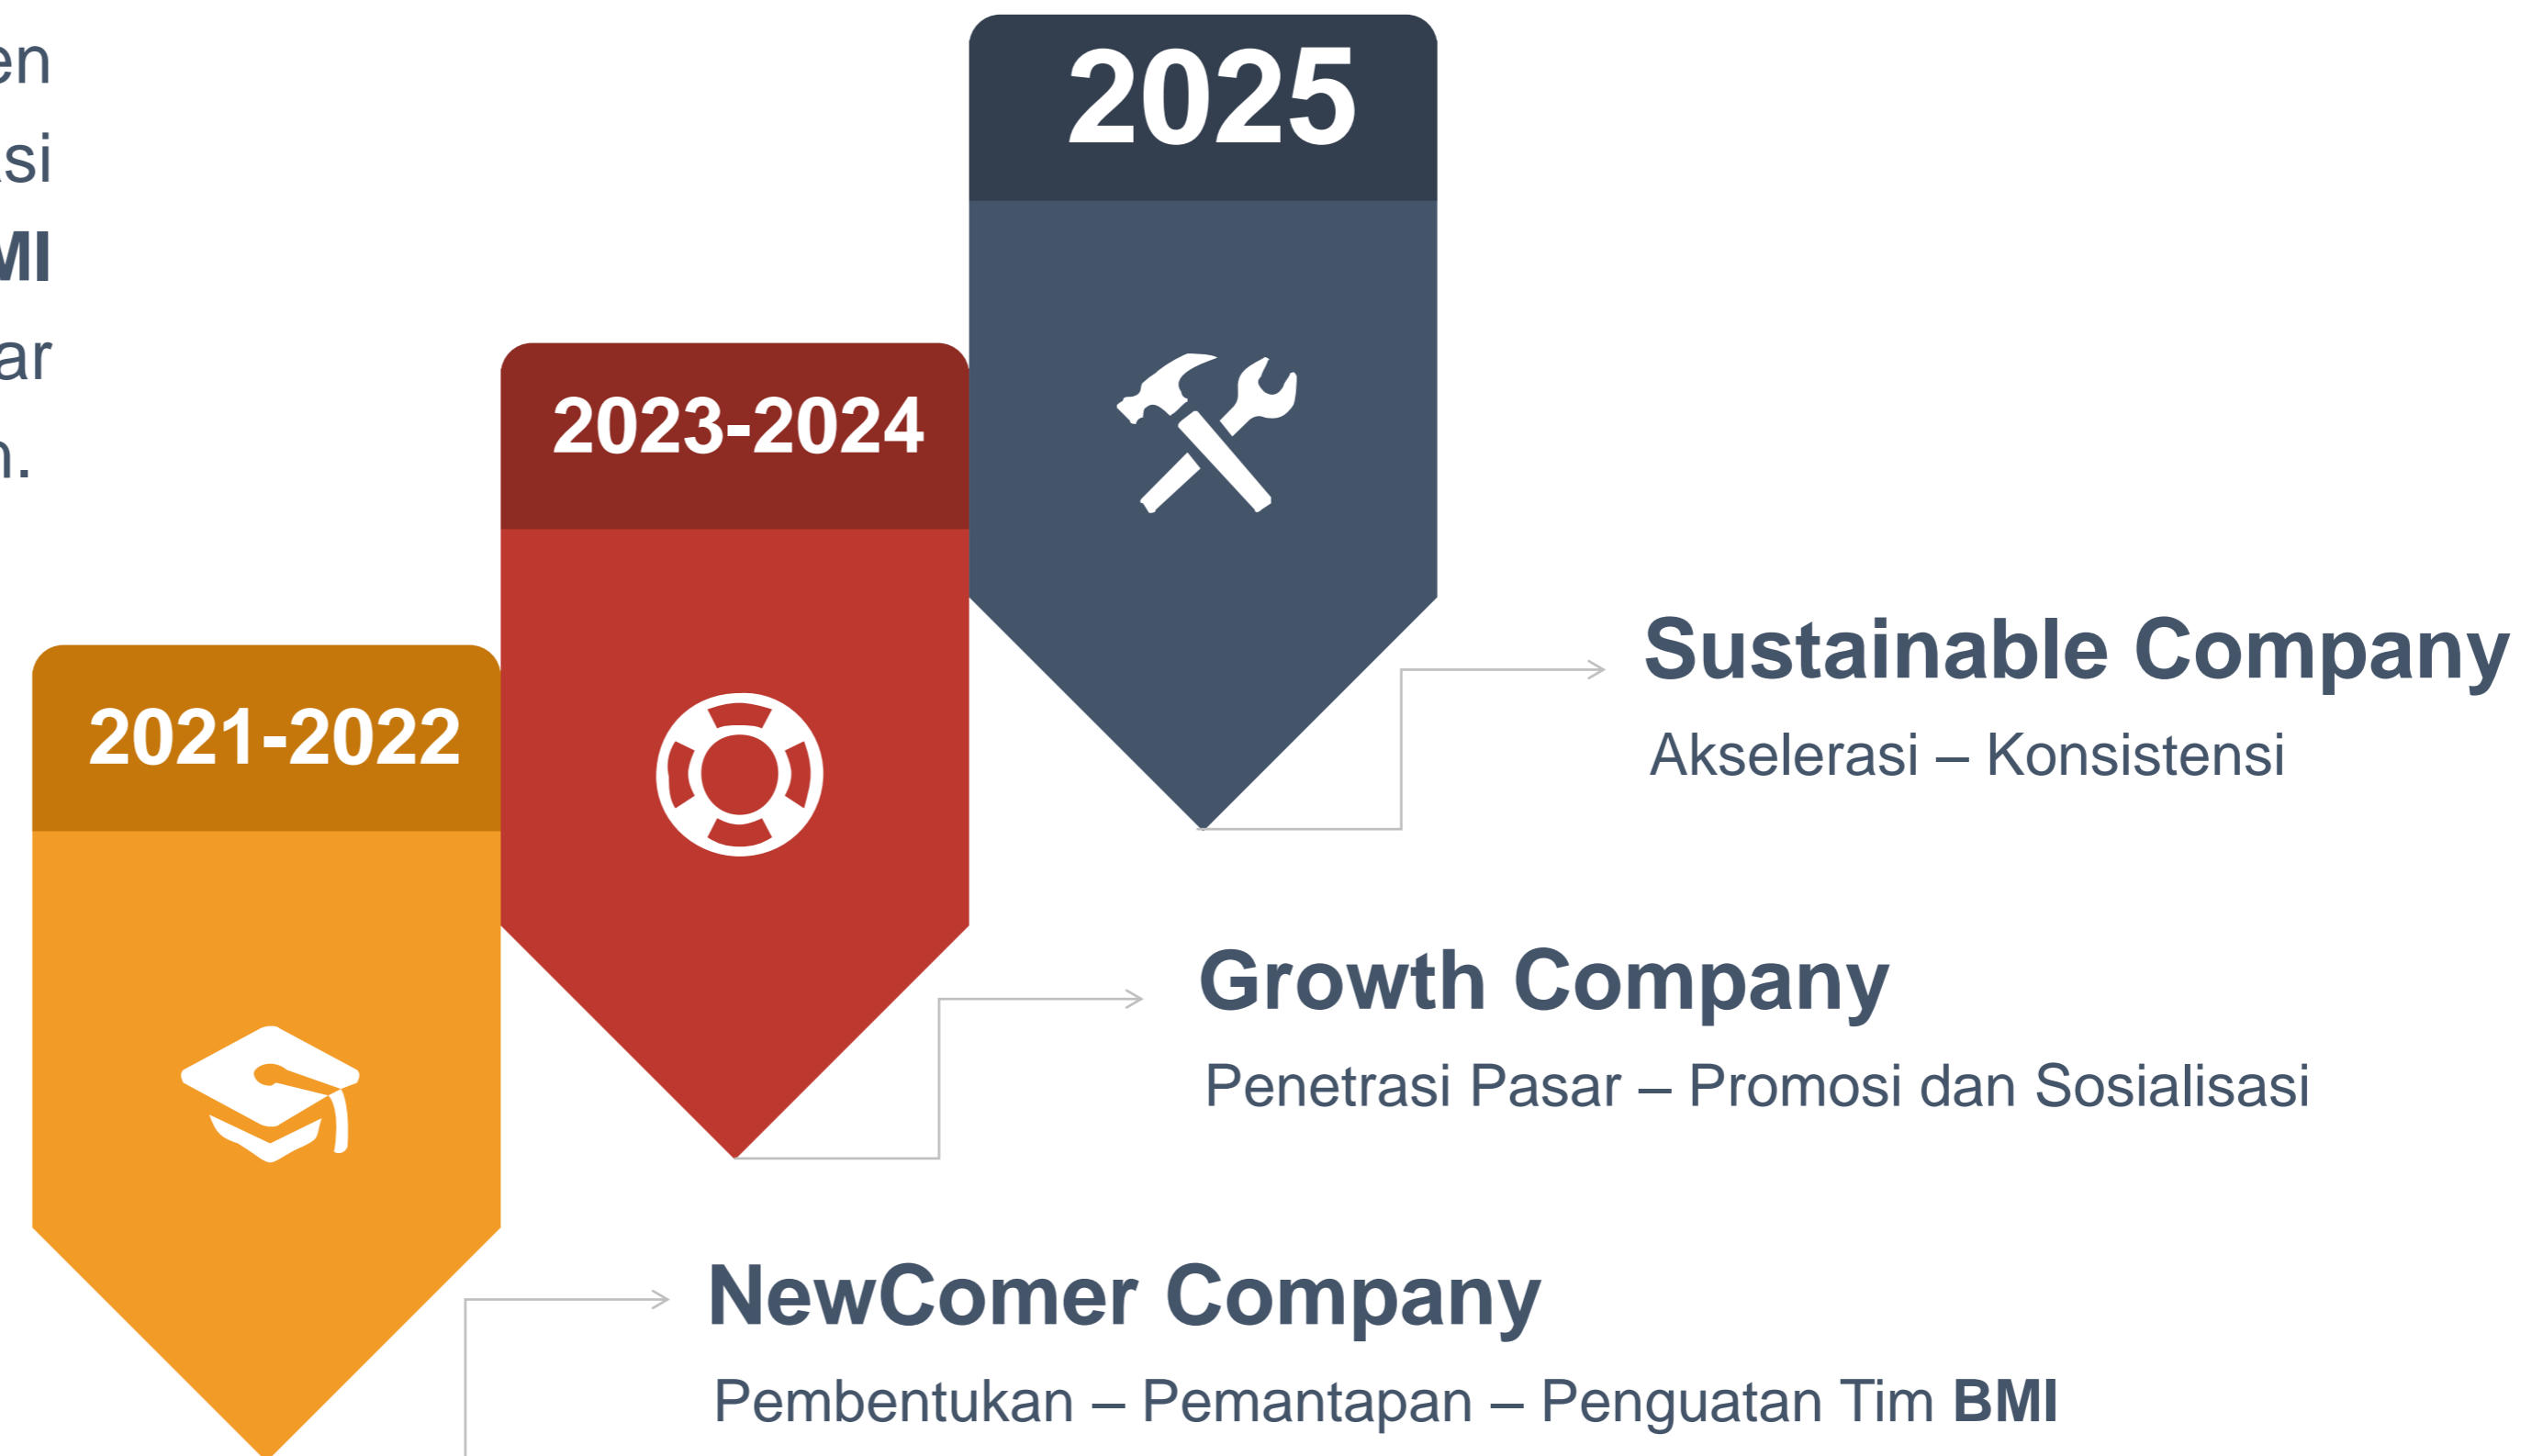 2025
2023-2024
2021-2022
Sustainable Company
Akselerasi – Konsistensi
Growth Company
Penetrasi Pasar – Promosi dan Sosialisasi
NewComer Company
Pembentukan – Pemantapan – Penguatan Tim BMI